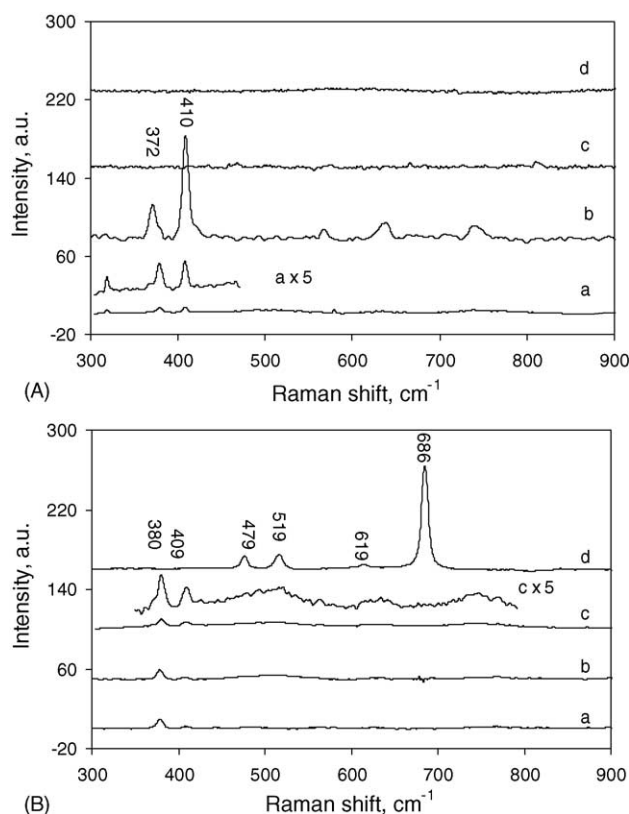 300
220
140
60
-20
Intensity, a.u.
372
410
d
c
b
a x 5
a
300 400 500 600 700 800 900
(A)
Raman shift, cm-1
300
220
140
60
-20
Intensity, a.u.
380
409
479
519
619
686
d
c x 5
c
b
a
300 400 500 600 700 800 900
(B)
Raman shift, cm-1